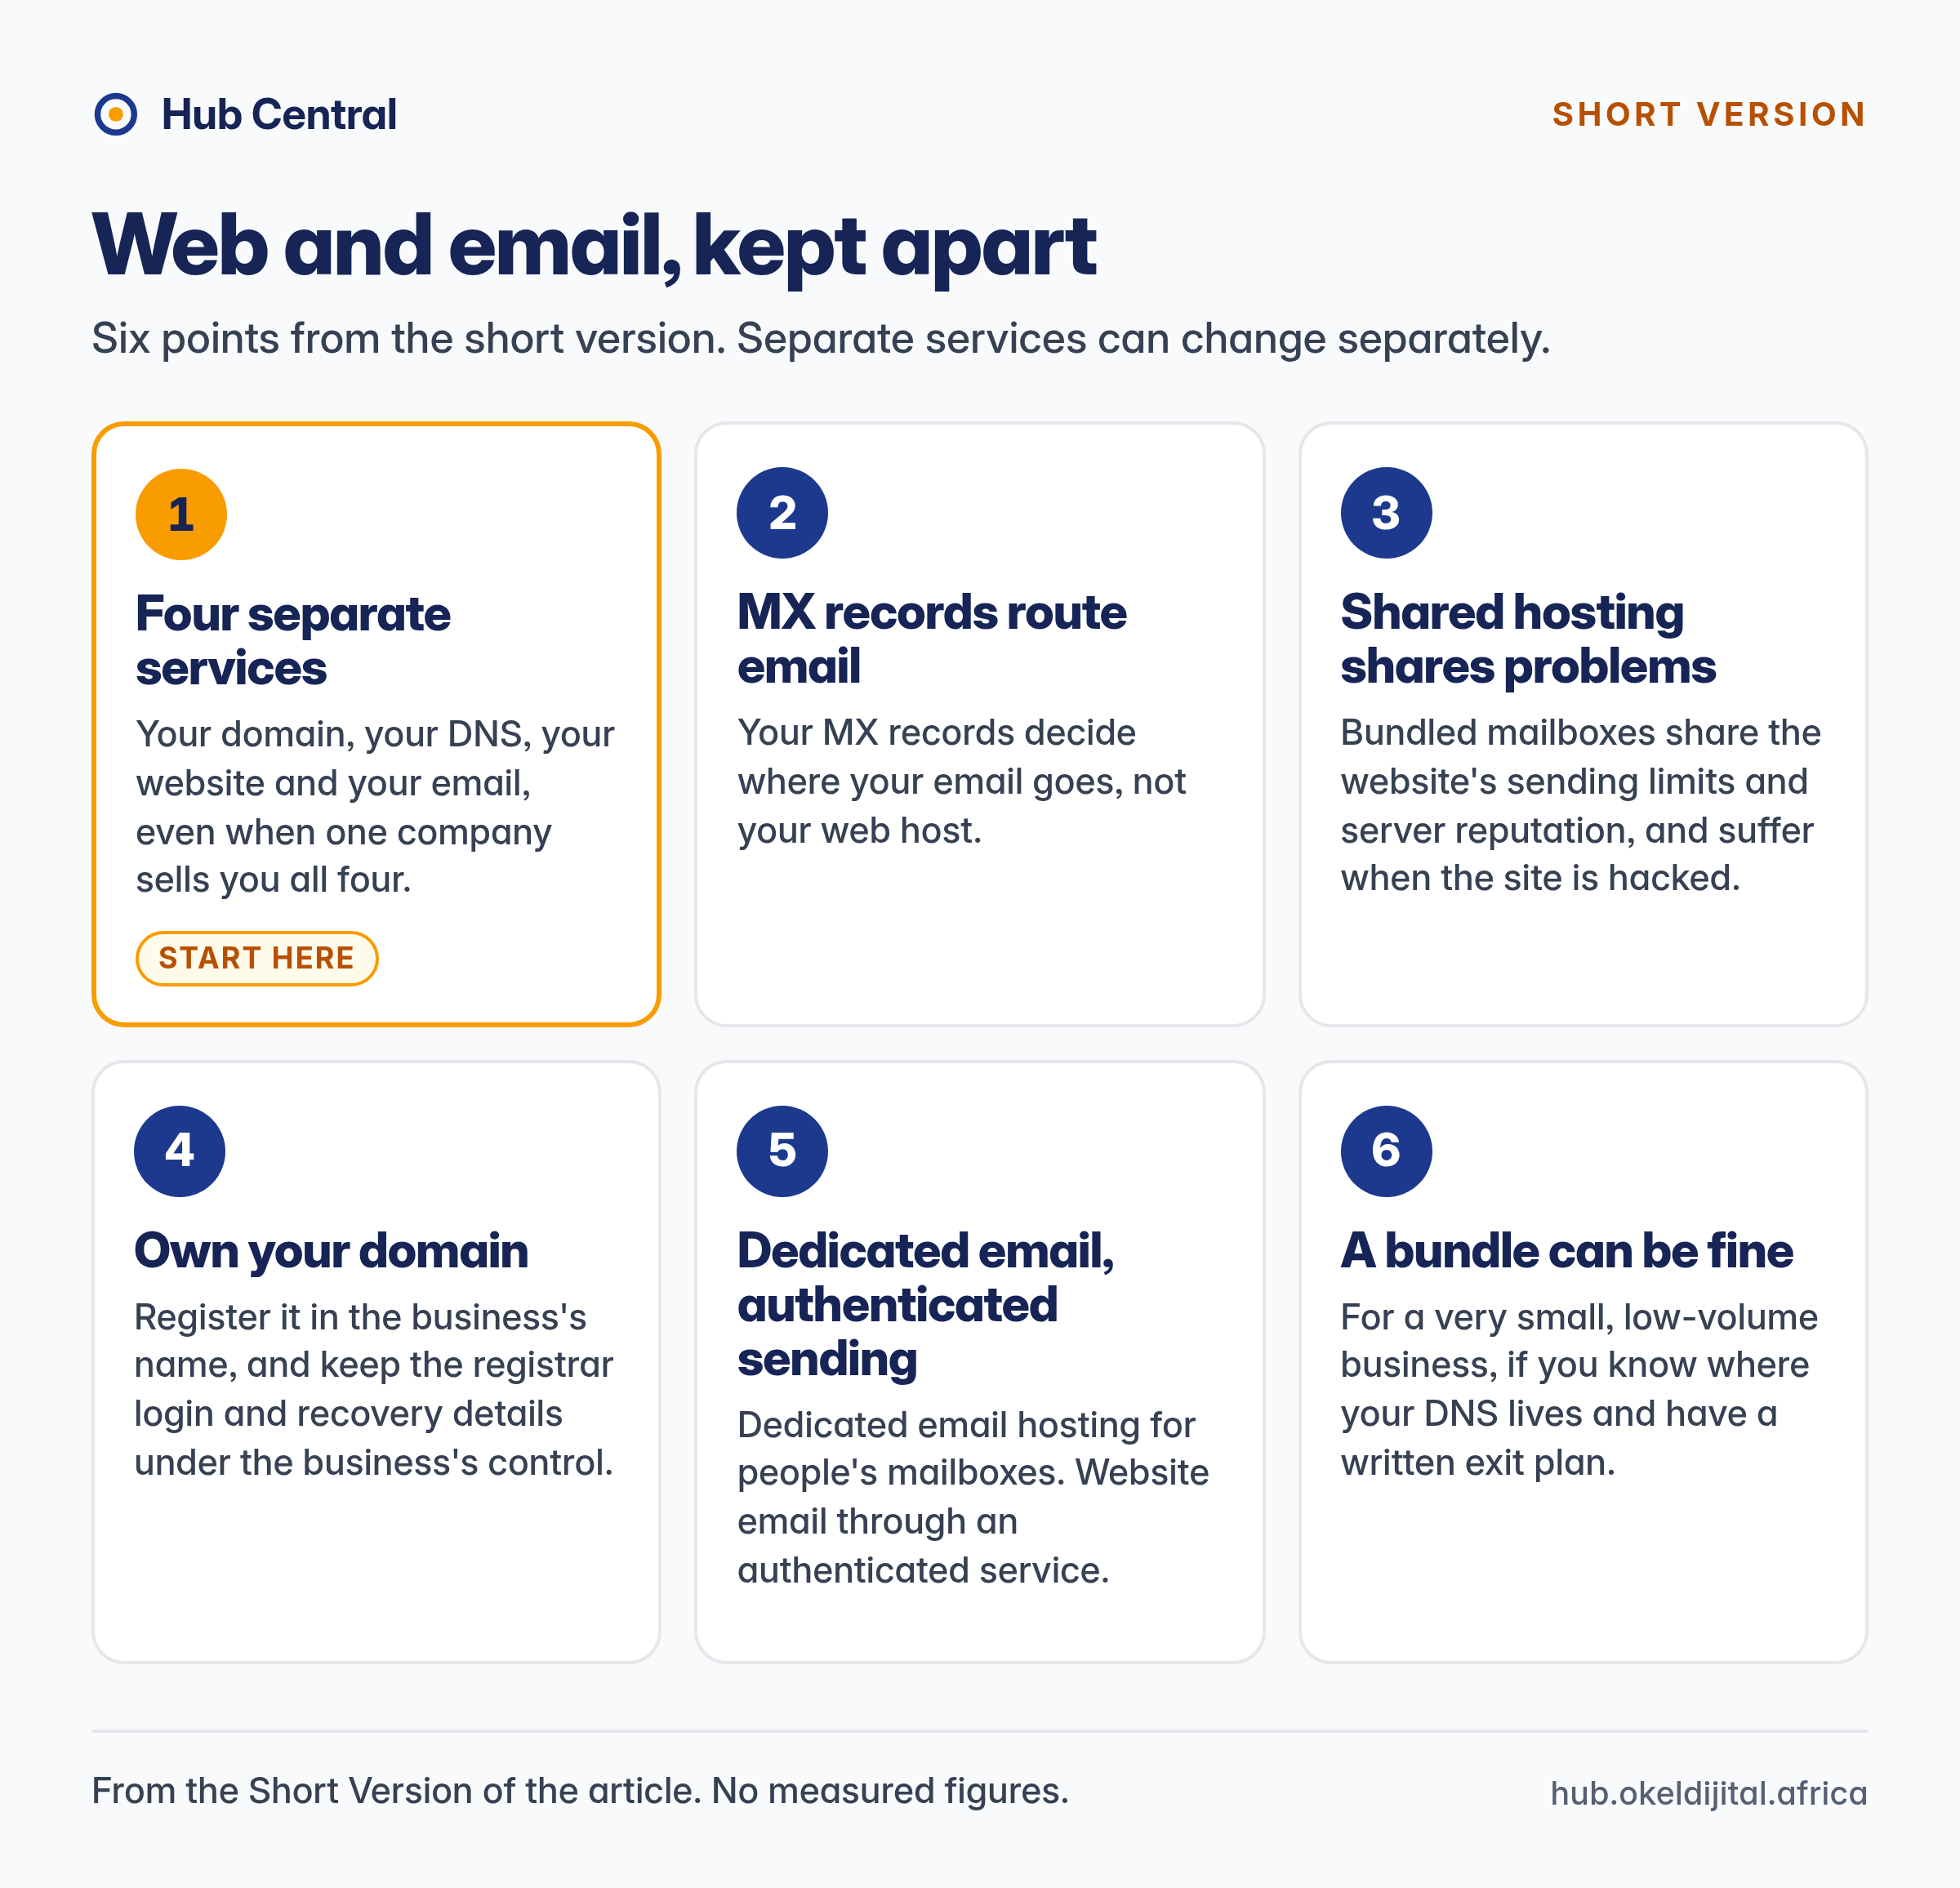 Hub Central
SHORT VERSION
Web and email, kept apart
Six points from the short version. Separate services can change separately.
1
Four separate
services
Your domain, your DNS, your
website and your email,
even when one company
sells you all four.
START HERE
2
MX records route
email
Your MX records decide
where your email goes, not
your web host.
3
Shared hosting
shares problems
Bundled mailboxes share the
website's sending limits and
server reputation, and suffer
when the site is hacked.
4
Own your domain
Register it in the business's
name, and keep the registrar
login and recovery details
under the business's control.
5
Dedicated email,
authenticated
sending
Dedicated email hosting for
people's mailboxes. Website
email through an
authenticated service.
6
A bundle can be fine
For a very small, low-volume
business, if you know where
your DNS lives and have a
written exit plan.
From the Short Version of the article. No measured figures.
hub.okeldijital.africa